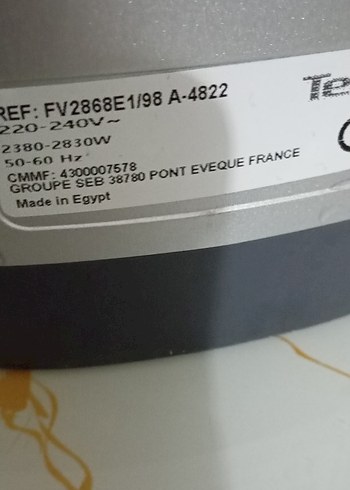 REF: FV2868E1/98 A-4822
220-240V~
2380-2830W
50-60 Hz
CMMF: 4300007578
GROUPE SEB 38780 PONT EVEQUE FRANCE
Made in Egypt